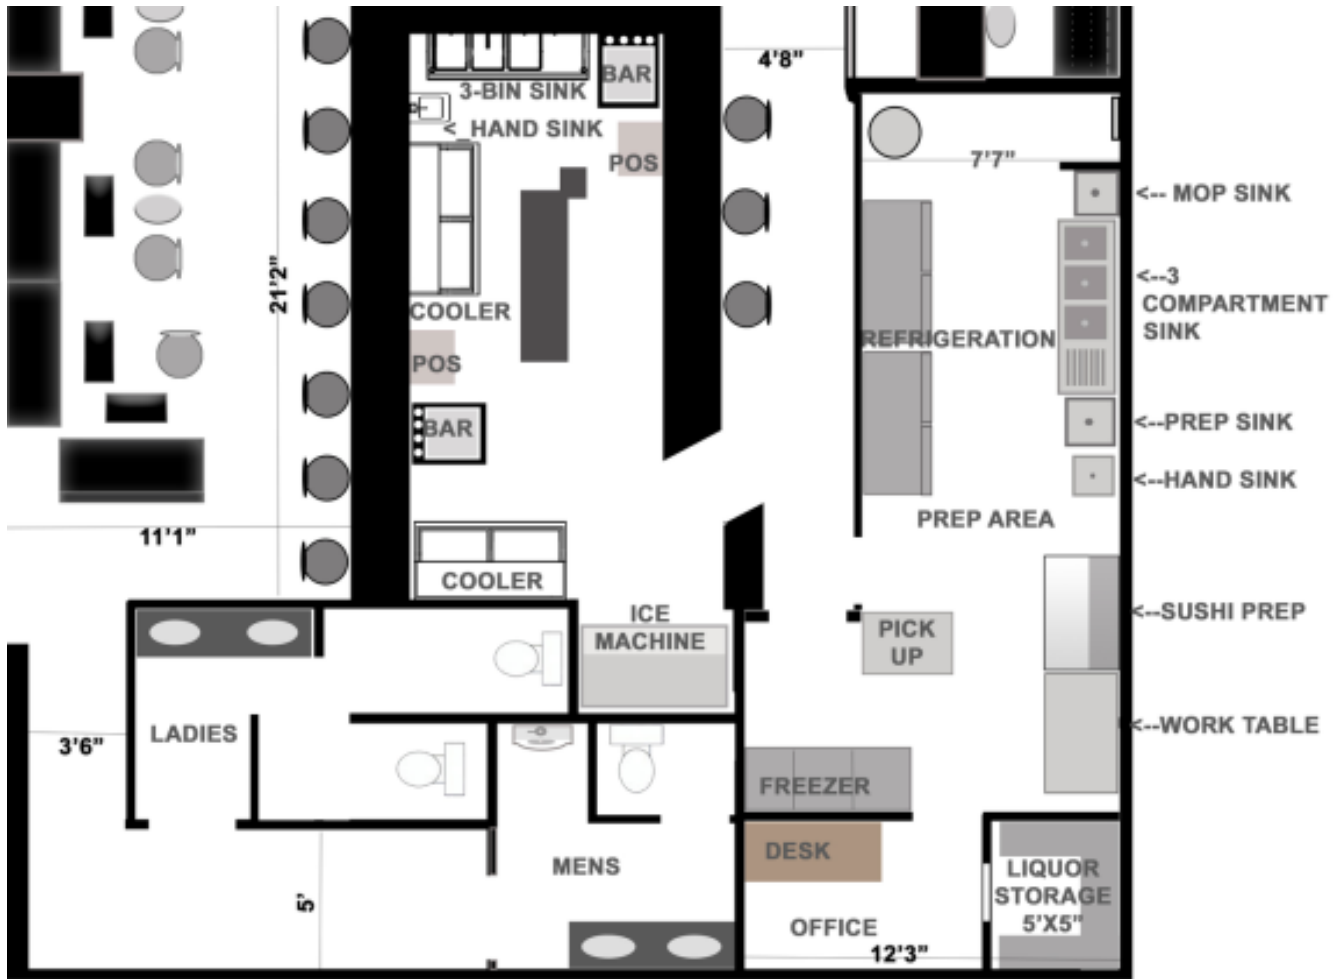 4'8"
BAR
3-BIN SINK
<_HAND SINK
POS
7'7"
<-- MOP SINK
21'2"
<--3
COMPARTMENT
SINK
COOLER
REFRIGERATION
POS
BAR
<--PREP SINK
<--HAND SINK
PREP AREA
11'1"
COOLER
ICE
MACHINE
PICK
UP
<--SUSHI PREP
LADIES
3'6"
<--WORK TABLE
FREEZER
DESK
MENS
LIQUOR
STORAGE
5'X5"
5'
OFFICE
12'3"